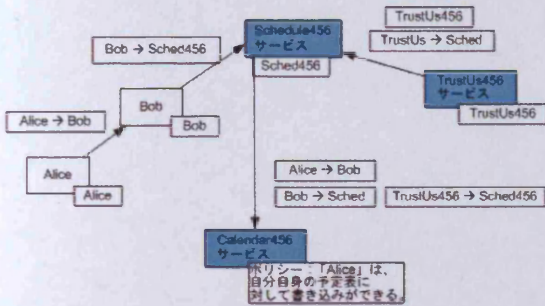 TrustUs456
TrustUs → Sched
Schedule456
サービス
Sched456
Bob → Sched456
TrustUs456
サービス
TrustUs456
Bob
Bob
Alice → Bob
Alice
Alice
Alice → Bob
Bob → Sched
TrustUs456 → Sched456
Calendar456
サービス
ポリシー:「Alice」は、
自分自身の予定表に
対して書き込みができる。